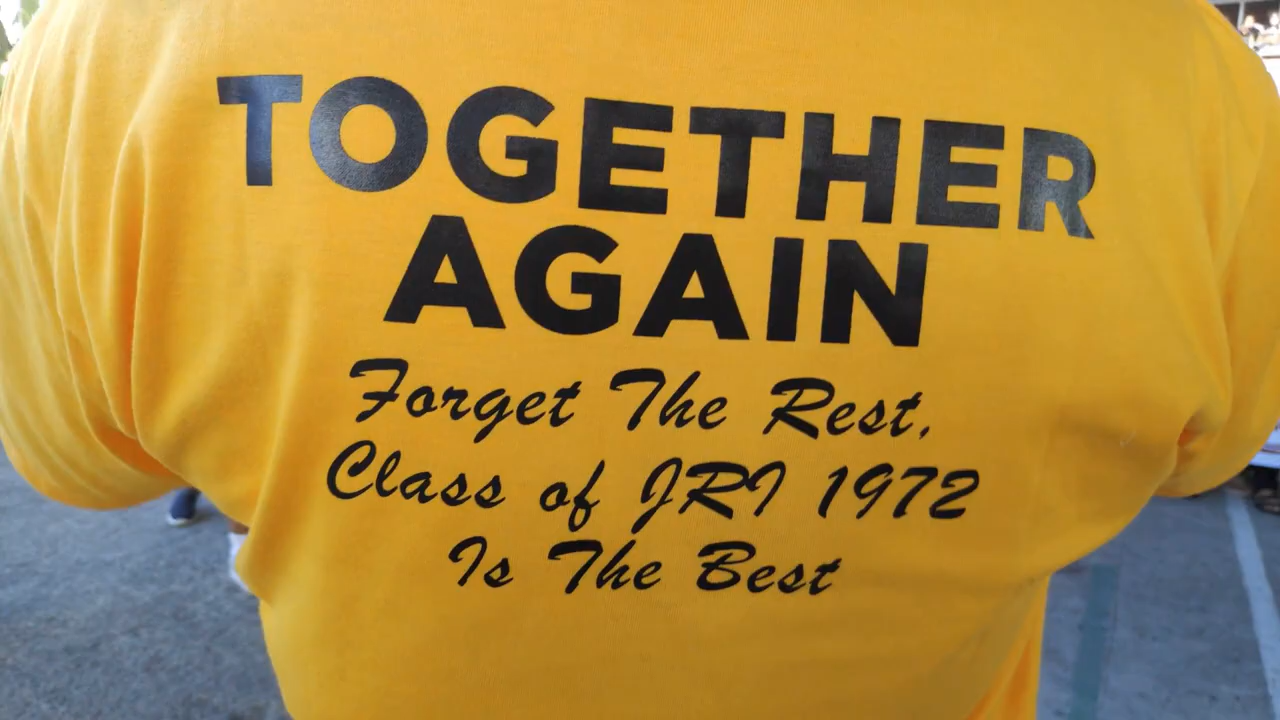 TOGETHER
AGAIN
Forget The Rest,
Class of JRI 1972
Is The Best